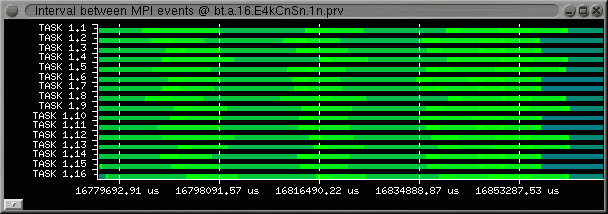 Interval between MPI events @ bt.a.16.E4kCnSn.1n.prv
TASK 1.1
TASK 1.2
TASK 1.3
TASK 1.4
TASK 1.5
TASK 1.6
TASK 1.7
TASK 1.8
TASK 1.9
TASK 1.10
TASK 1.11
TASK 1.12
TASK 1.13
TASK 1.14
TASK 1.15
TASK 1.16
16779692.91 us 16798091.57 us 16816490.22 us 16834888.87 us 16853287.53 us